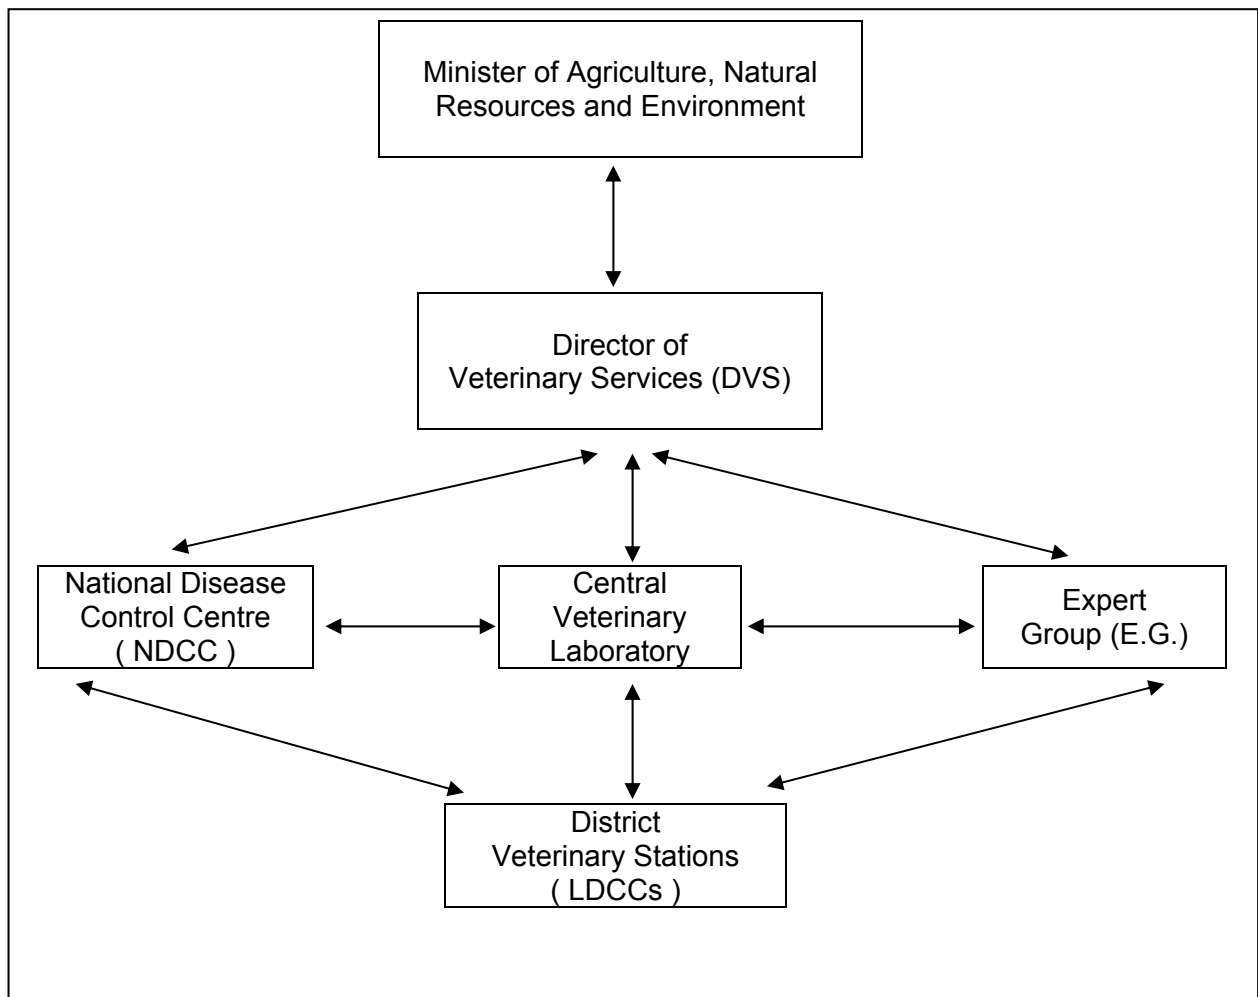 Minister of Agriculture, Natural
Resources and Environment
Director of
Veterinary Services (DVS)
National Disease
Control Centre
( NDCC )
Central
Veterinary
Laboratory
Expert
Group (E.G.)
District
Veterinary Stations
( LDCCs )